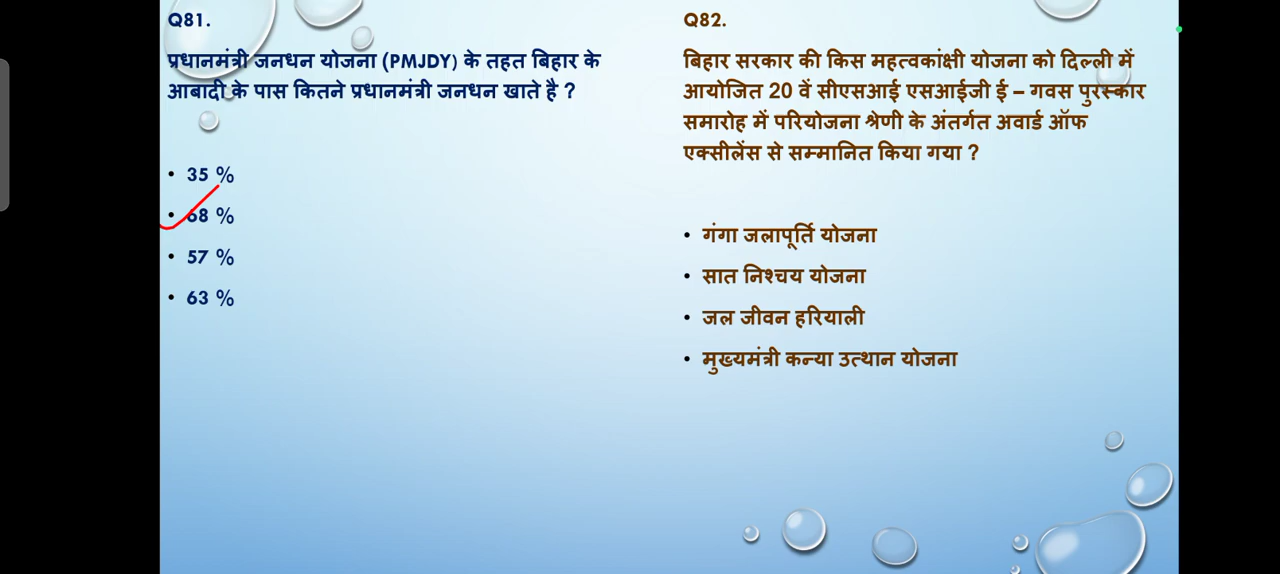 Q81.
प्रधानमंत्री जनधन योजना (PMJDY) के तहत बिहार के
आबादी के पास कितने प्रधानमंत्री जनधन खाते है ?
• 35 %
• 68 %
• 57 %
• 63 %
Q82.
बिहार सरकार की किस महत्वकांक्षी योजना को दिल्ली में
आयोजित 20 वें सीएसआई एसआईजी ई – गवस पुरस्कार
समारोह में परियोजना श्रेणी के अंतर्गत अवार्ड ऑफ
एक्सीलेंस से सम्मानित किया गया ?
• गंगा जलापूर्ति योजना
• सात निश्चय योजना
• जल जीवन हरियाली
• मुख्यमंत्री कन्या उत्थान योजना